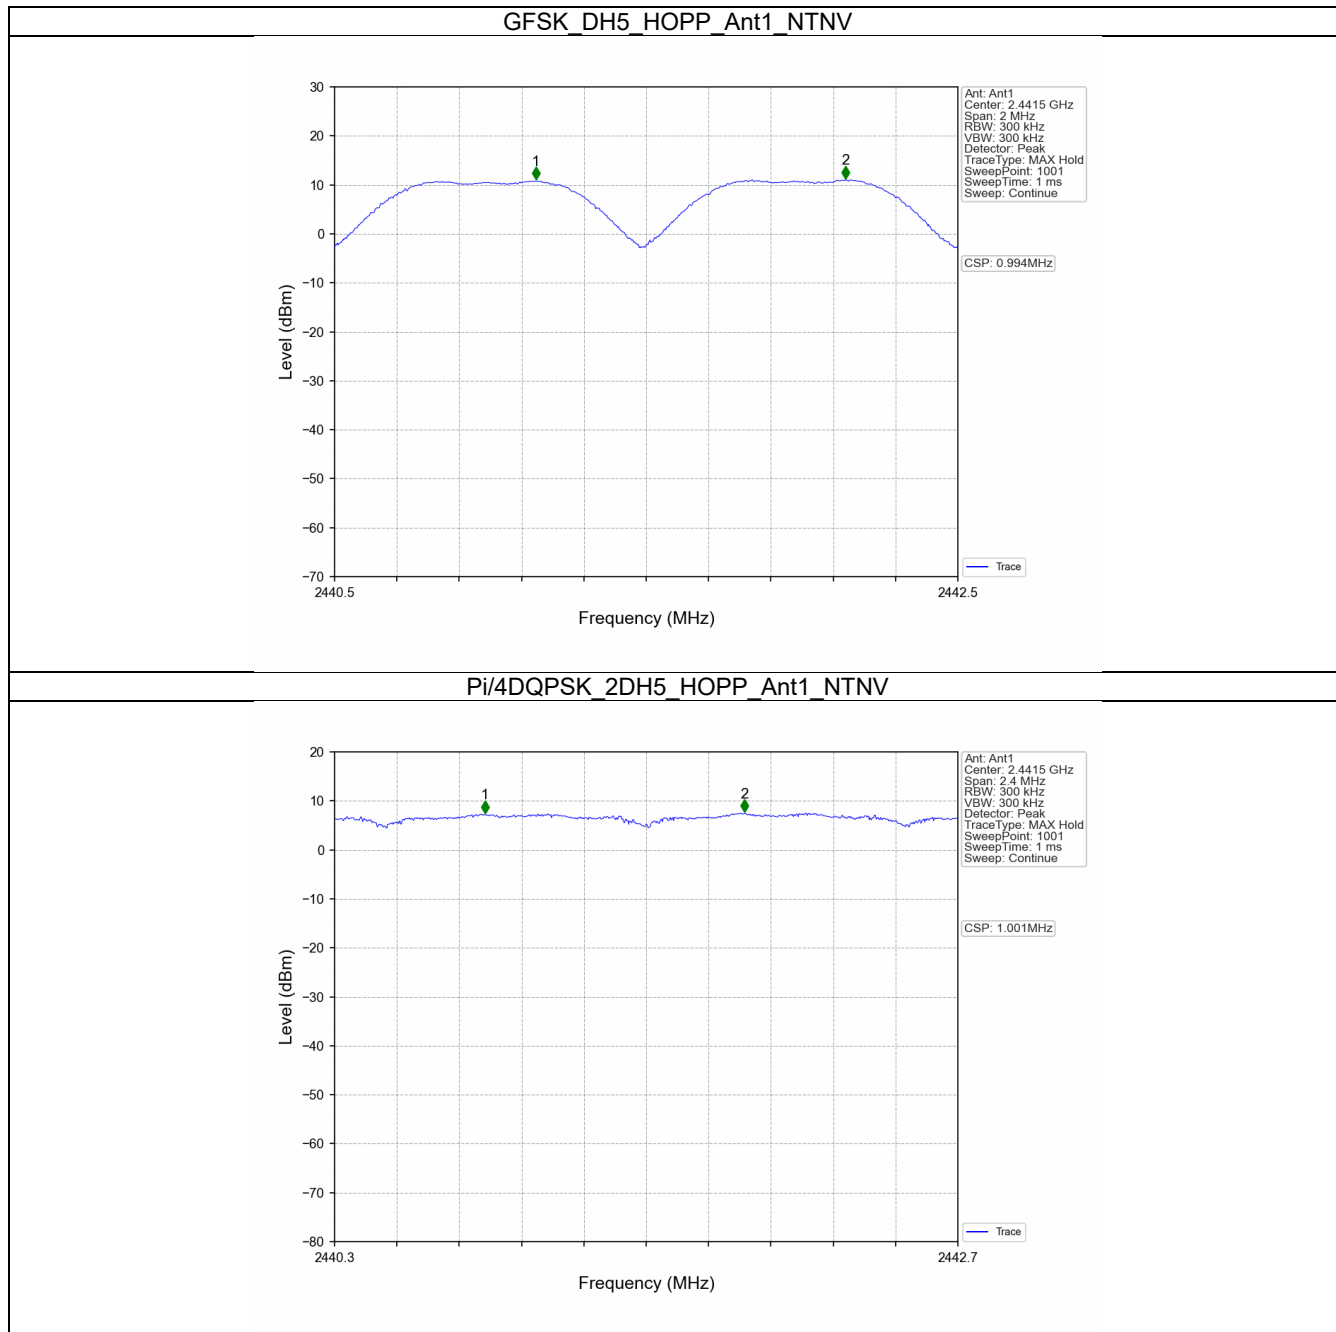 GFSK_DH5_HOPP_Ant1_NTNV
30
20
10
0
−10
−20
−30
−40
−50
−60
−70
Level (dBm)
1
2
2440.5
2442.5
Frequency (MHz)
Ant: Ant1
Center: 2.4415 GHz
Span: 2 MHz
RBW: 300 kHz
VBW: 300 kHz
Detector: Peak
TraceType: MAX Hold
SweepPoint: 1001
SweepTime: 1 ms
Sweep: Continue
CSP: 0.994MHz
Trace
Pi/4DQPSK_2DH5_HOPP_Ant1_NTNV
20
10
0
−10
−20
−30
−40
−50
−60
−70
−80
Level (dBm)
1
2
2440.3
2442.7
Frequency (MHz)
Ant: Ant1
Center: 2.4415 GHz
Span: 2.4 MHz
RBW: 300 kHz
VBW: 300 kHz
Detector: Peak
TraceType: MAX Hold
SweepPoint: 1001
SweepTime: 1 ms
Sweep: Continue
CSP: 1.001MHz
Trace